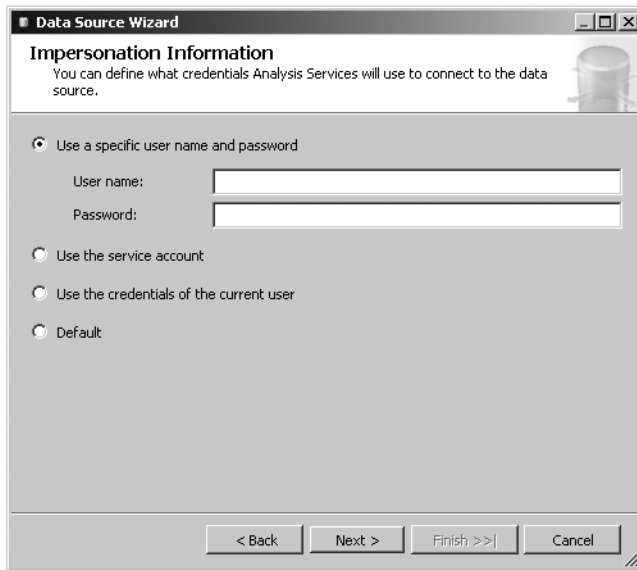 Data Source Wizard
Impersonation Information
You can define what credentials Analysis Services will use to connect to the data
source.
Use a specific user name and password
User name:
Password:
Use the service account
Use the credentials of the current user
Default
< Back
Next >
Finish >>|
Cancel